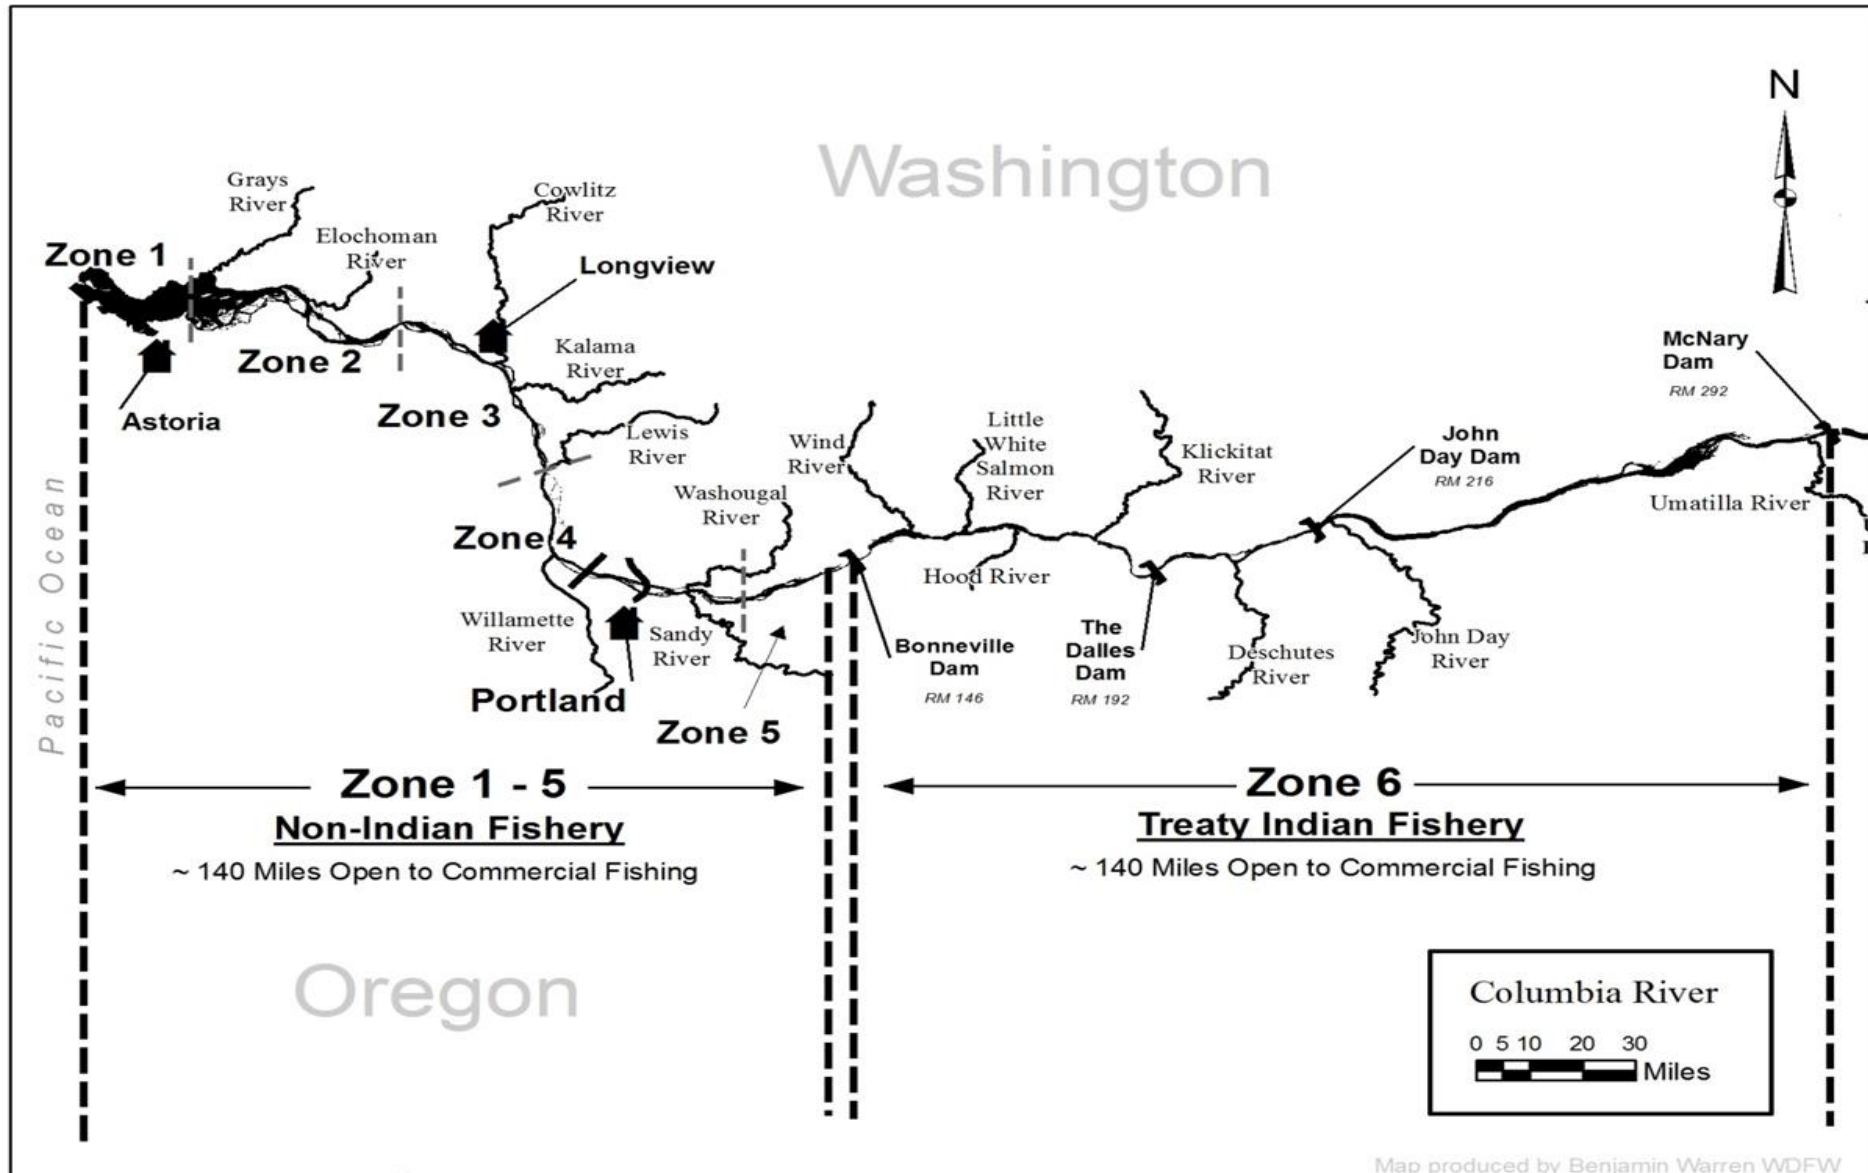 N
Washington
Grays
River
Cowlitz
River
Elochoman
River
Zone 1
Longview
McNary
Dam
RM 292
Kalama
River
Zone 2
Zone 3
Astoria
Lewis
River
Wind
River
Little
White
Salmon
River
Klickitat
River
John
Day Dam
RM 216
Umatilla River
Washougal
River
Pacific Ocean
Zone 4
Hood River
Willamette
River
Sandy
River
Bonneville
Dam
RM 146
The
Dalles
Dam
RM 192
Deschutes
River
John Day
River
Portland
Zone 5
Zone 1 - 5
Non-Indian Fishery
~ 140 Miles Open to Commercial Fishing
Zone 6
Treaty Indian Fishery
~ 140 Miles Open to Commercial Fishing
Oregon
Columbia River
0 5 10 20 30
Miles
Map produced by Benjamin Warren WDFW